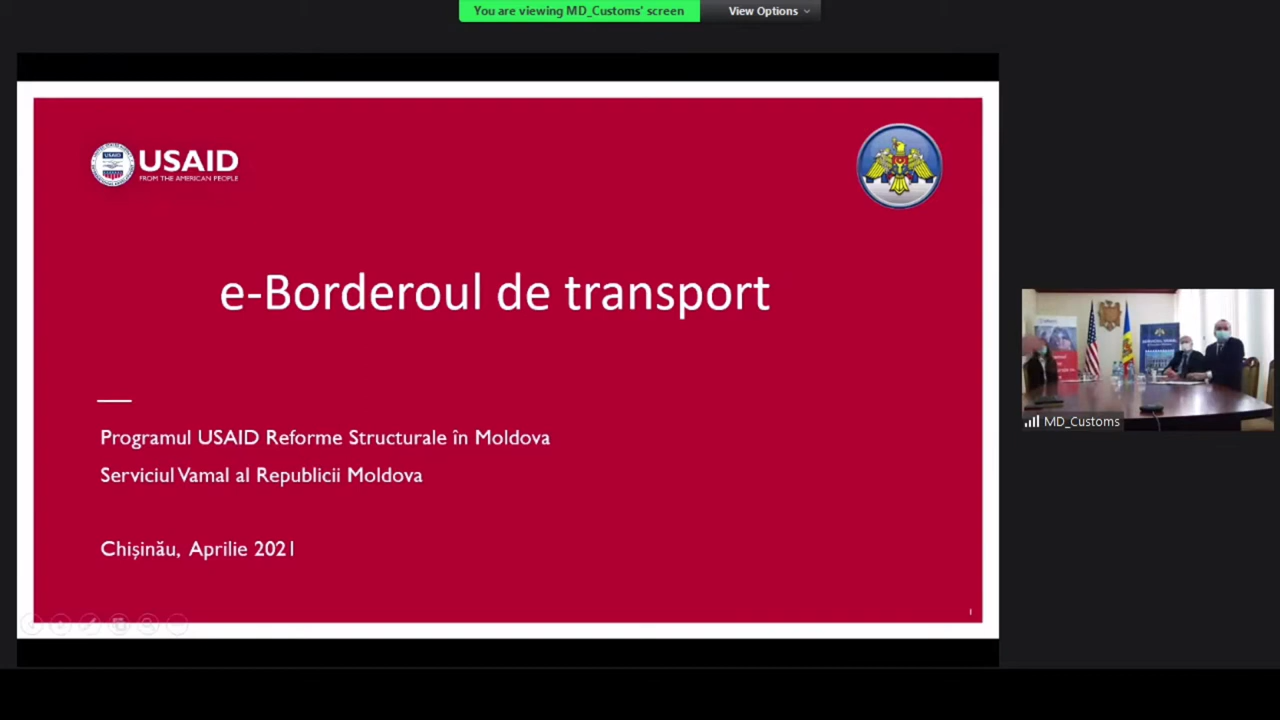 You are viewing MD_Customs' screen
View Options
USAID
FROM THE AMERICAN PEOPLE
e-Borderoul de transport
Programul USAID Reforme Structurale în Moldova
Serviciul Vamal al Republicii Moldova
Chișinău, Aprilie 2021
1
MD_Customs